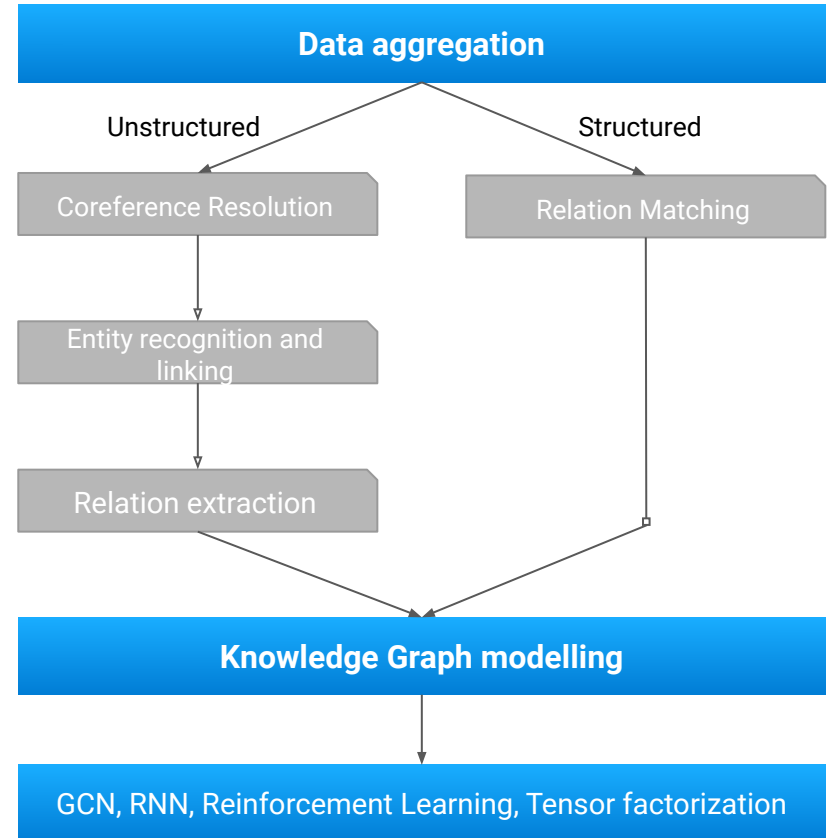 Data aggregation
Unstructured
Structured
Coreference Resolution
Relation Matching
Entity recognition and
linking
Relation extraction
Knowledge Graph modelling
GCN, RNN, Reinforcement Learning, Tensor factorization